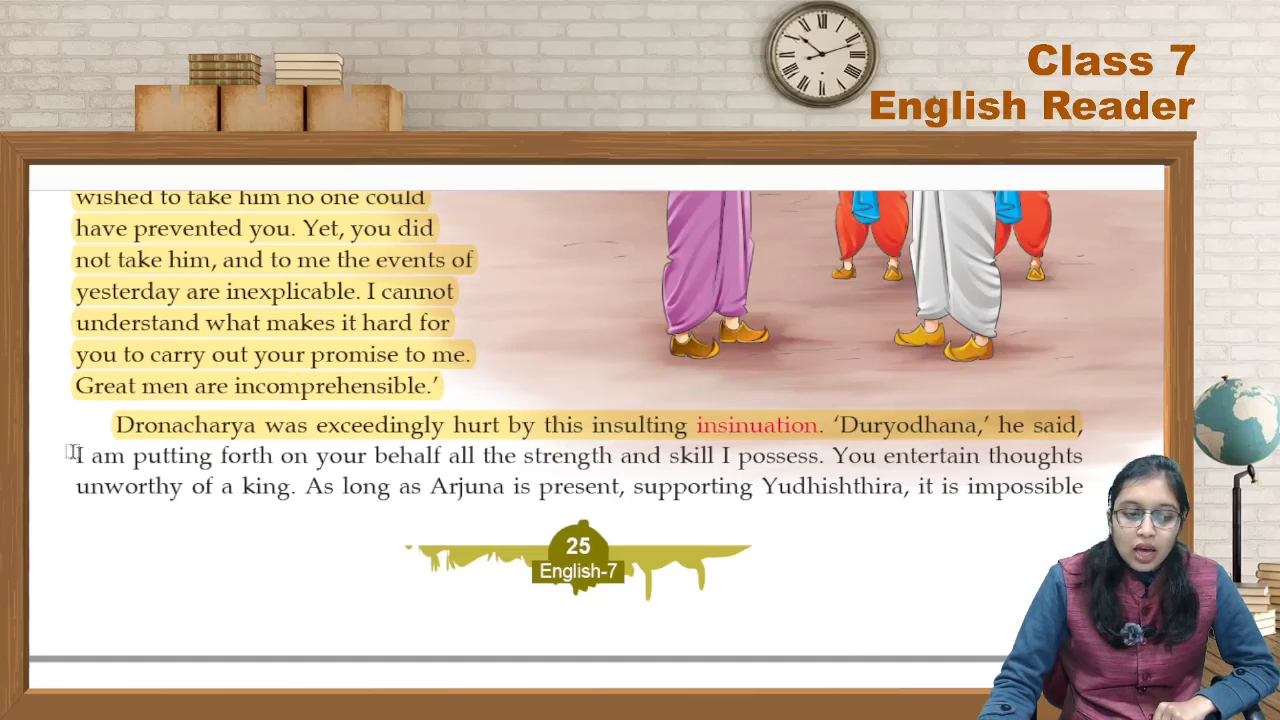 Class 7
English Reader
wished to take him no one could
have prevented you. Yet, you did
not take him, and to me the events of
yesterday are inexplicable. I cannot
understand what makes it hard for
you to carry out your promise to me.
Great men are incomprehensible.’
Dronacharya was exceedingly hurt by this insulting insinuation. ‘Duryodhana,’ he said,
I am putting forth on your behalf all the strength and skill I possess. You entertain thoughts
unworthy of a king. As long as Arjuna is present, supporting Yudhishthira, it is impossible
25
English-7